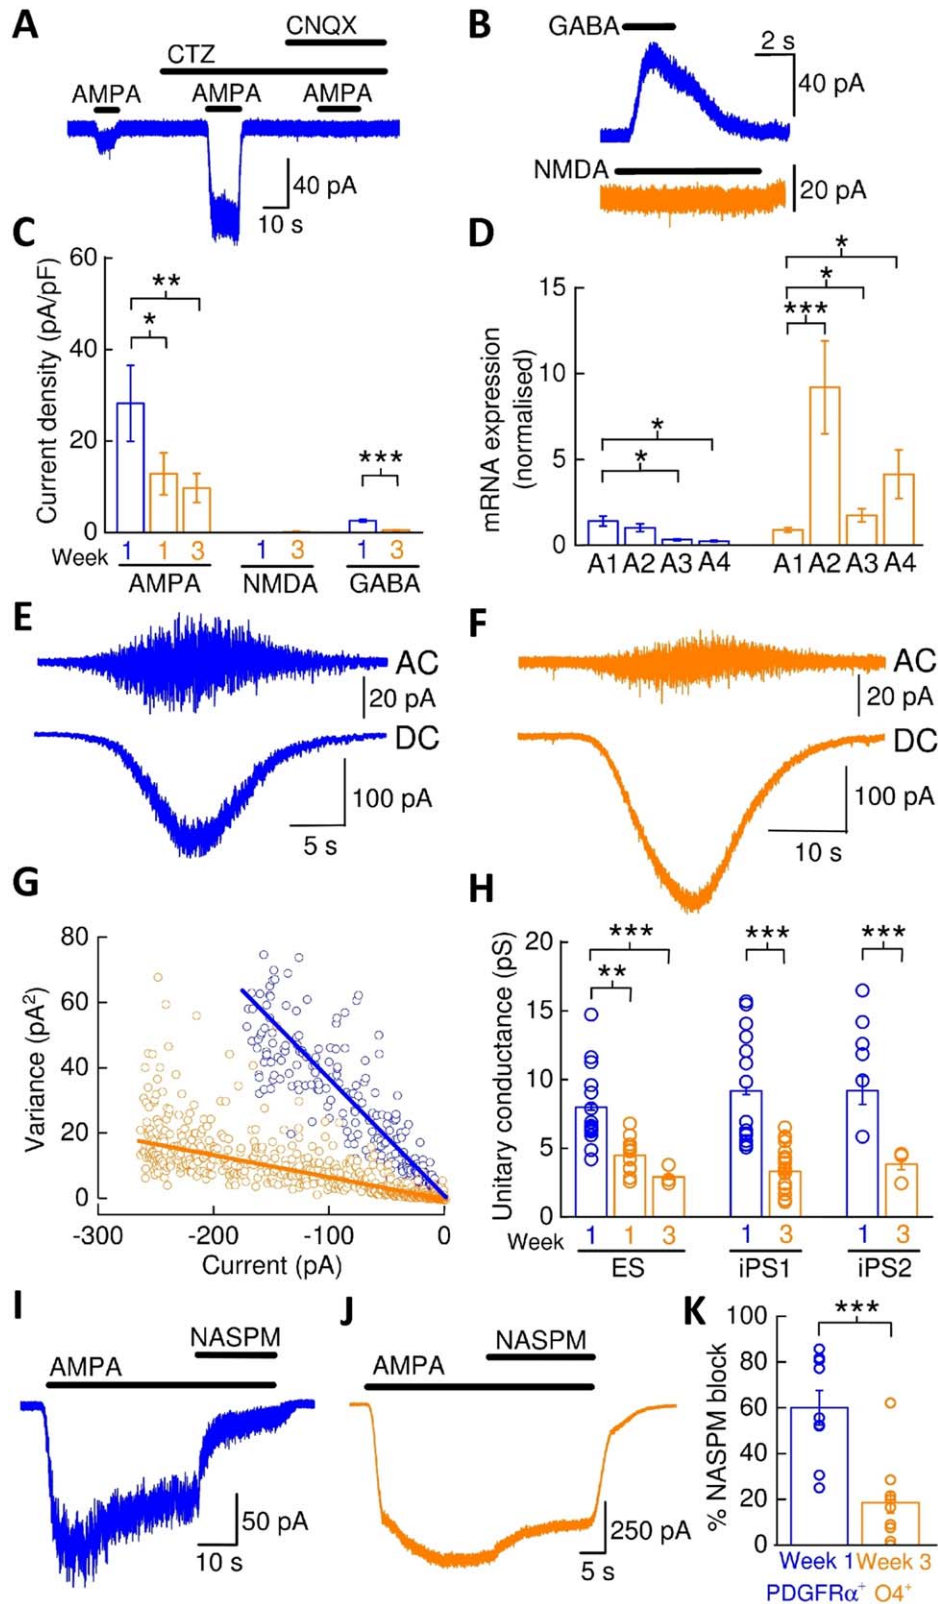 A
CNQX
CTZ
AMPA AMPA AMPA
40 pA
10 s
B
GABA
2 s
40 pA
NMDA
20 pA
C
Current density (pA/pF)
60
40
20
0
**
*
***
Week 1 1 3 1 3 1 3
AMPA NMDA GABA
D
mRNA expression
(normalised)
15
10
5
0
*
*
***
*
*
A1 A2 A3 A4 A1 A2 A3 A4
E
AC
20 pA
DC
100 pA
5 s
F
AC
20 pA
DC
100 pA
10 s
G
Variance (pA²)
80
60
40
20
0
-300 -200 -100 0
Current (pA)
H
Unitary conductance (pS)
20
15
10
5
0
***
**
***
***
Week 1 1 3 1 3 1 3
ES iPS1 iPS2
I
NASPM
AMPA
50 pA
10 s
J
NASPM
AMPA
250 pA
5 s
K
% NASPM block
100
80
60
40
20
0
***
Week 1 Week 3
PDGFRα⁺ O4⁺